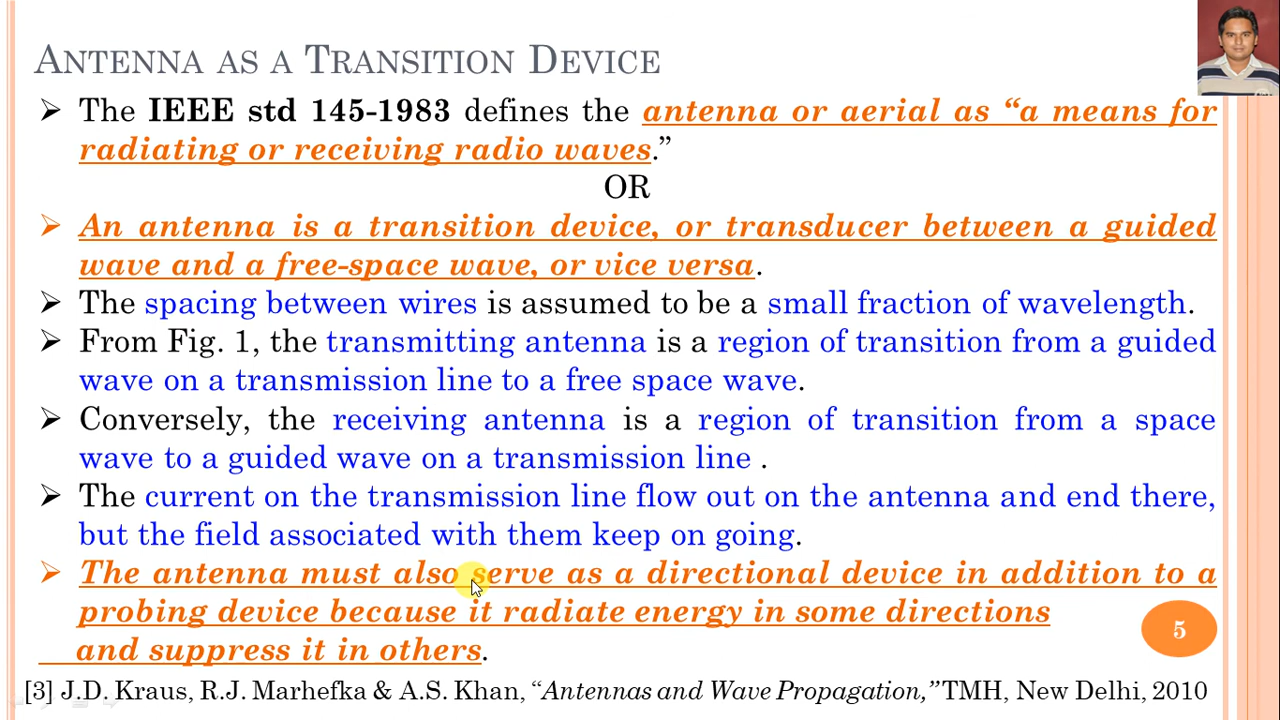 ANTENNA AS A TRANSITION DEVICE
➢ The IEEE std 145-1983 defines the antenna or aerial as “a means for
radiating or receiving radio waves.”
OR
➢ An antenna is a transition device, or transducer between a guided
wave and a free-space wave, or vice versa.
➢ The spacing between wires is assumed to be a small fraction of wavelength.
➢ From Fig. 1, the transmitting antenna is a region of transition from a guided
wave on a transmission line to a free space wave.
➢ Conversely, the receiving antenna is a region of transition from a space
wave to a guided wave on a transmission line .
➢ The current on the transmission line flow out on the antenna and end there,
but the field associated with them keep on going.
➢ The antenna must also serve as a directional device in addition to a
probing device because it radiate energy in some directions
and suppress it in others.
5
[3] J.D. Kraus, R.J. Marhefka & A.S. Khan, “Antennas and Wave Propagation,” TMH, New Delhi, 2010